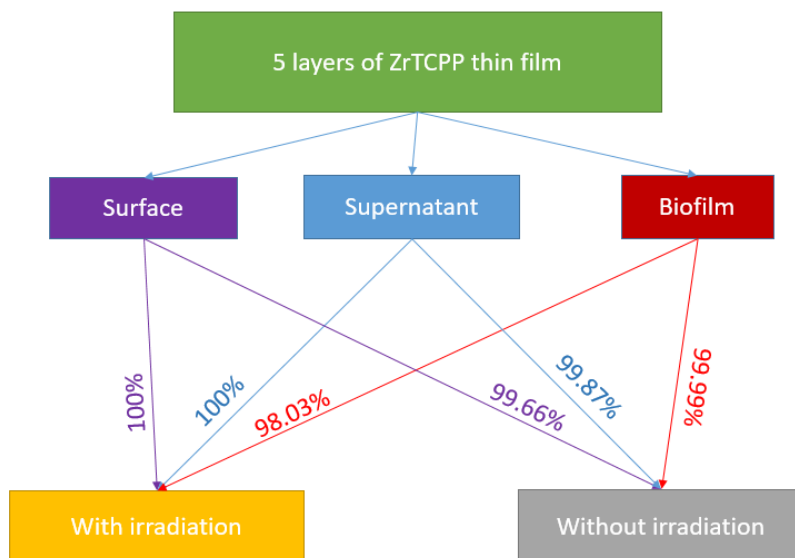 5 layers of ZrTCPP thin film
Surface
Supernatant
Biofilm
100%
100%
98.03%
99.66%
99.87%
99.99%
With irradiation
Without irradiation